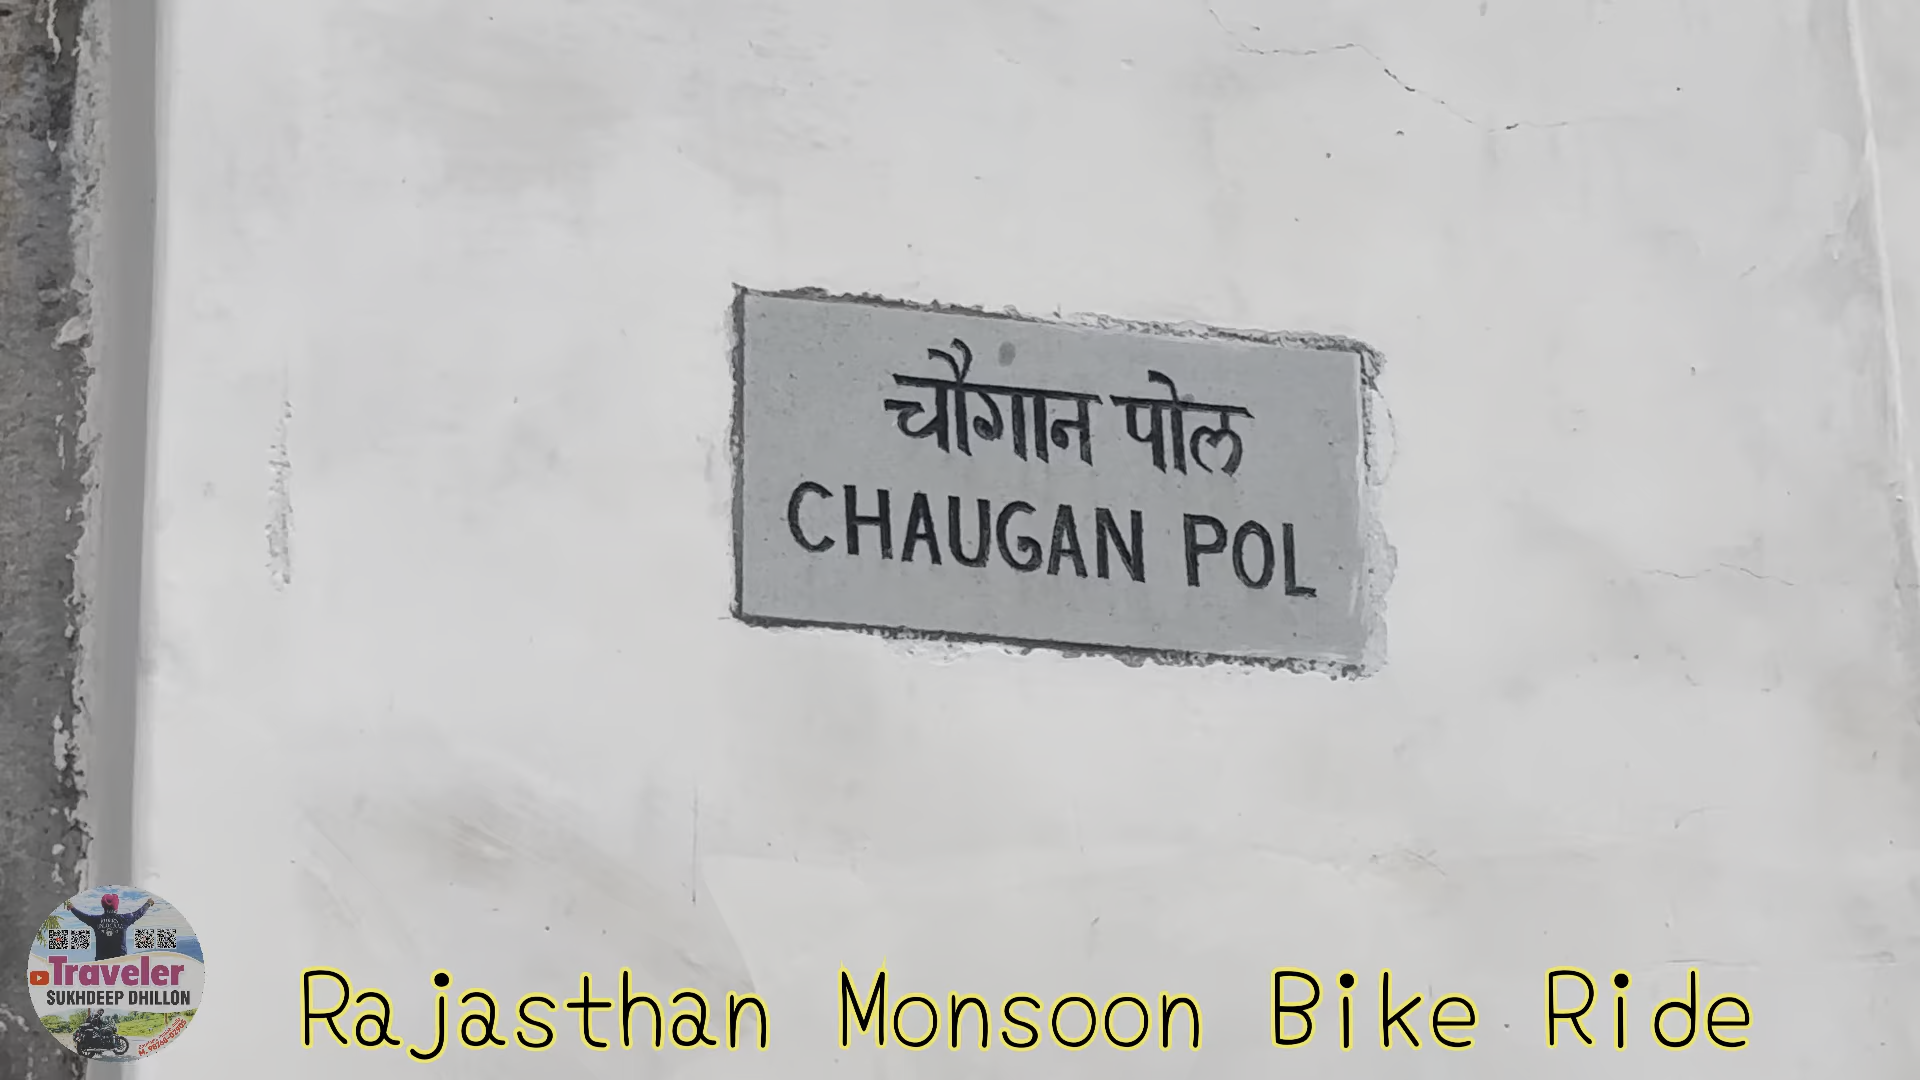 चौगान पोल
CHAUGAN POL
Traveler
SUKHDEEP DHILLON
Rajasthan Monsoon Bike Ride